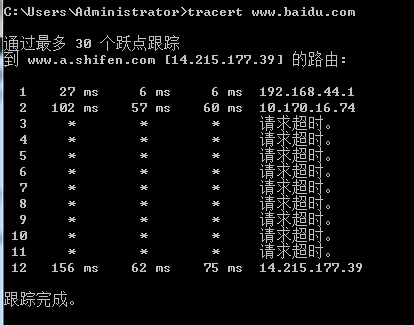 C:\Users\Administrator>tracert www.baidu.com
通过最多 30 个跃点跟踪
到 www.a.shifen.com [14.215.177.39] 的路由:
1 27 ms 6 ms 6 ms 192.168.44.1
2 102 ms 57 ms 60 ms 10.170.16.74
3 * * * 请求超时。
4 * * * 请求超时。
5 * * * 请求超时。
6 * * * 请求超时。
7 * * * 请求超时。
8 * * * 请求超时。
9 * * * 请求超时。
10 * * * 请求超时。
11 * * * 请求超时。
12 156 ms 62 ms 75 ms 14.215.177.39
跟踪完成。